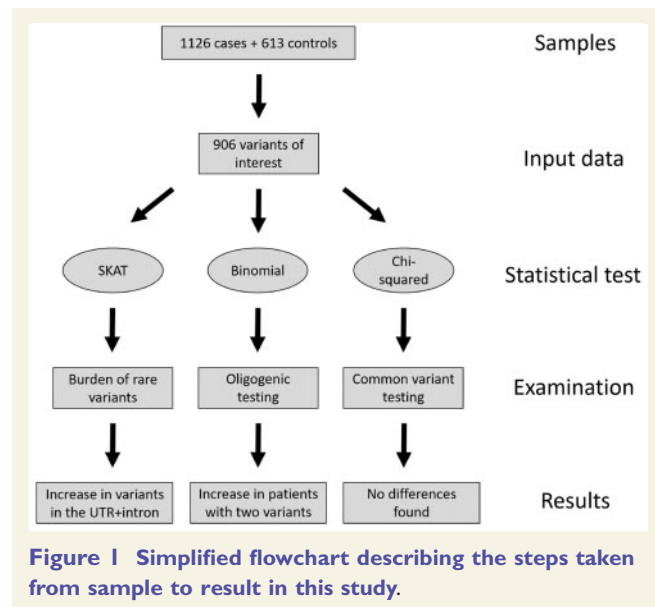 1126 cases + 613 controls
Samples
906 variants of
interest
Input data
SKAT
Binomial
Chi-
squared
Statistical test
Burden of rare
variants
Oligogenic
testing
Common variant
testing
Examination
Increase in variants
in the UTR+intron
Increase in patients
with two variants
No differences
found
Results
Figure 1 Simplified flowchart describing the steps taken
from sample to result in this study.